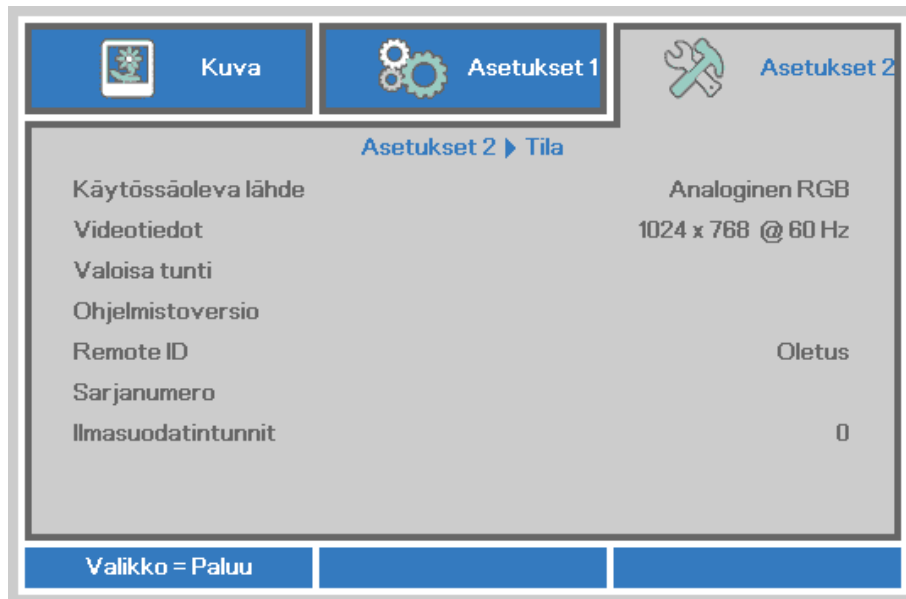 Kuva
Asetukset 1
Asetukset 2
Asetukset 2 ▶ Tila
Käytössäoleva lähde Analoginen RGB
Videotiedot 1024 x 768 @ 60 Hz
Valoisa tunti
Ohjelmistoversio
Remote ID Oletus
Sarjanumero
Ilmasuodatintunnit 0
Valikko = Paluu